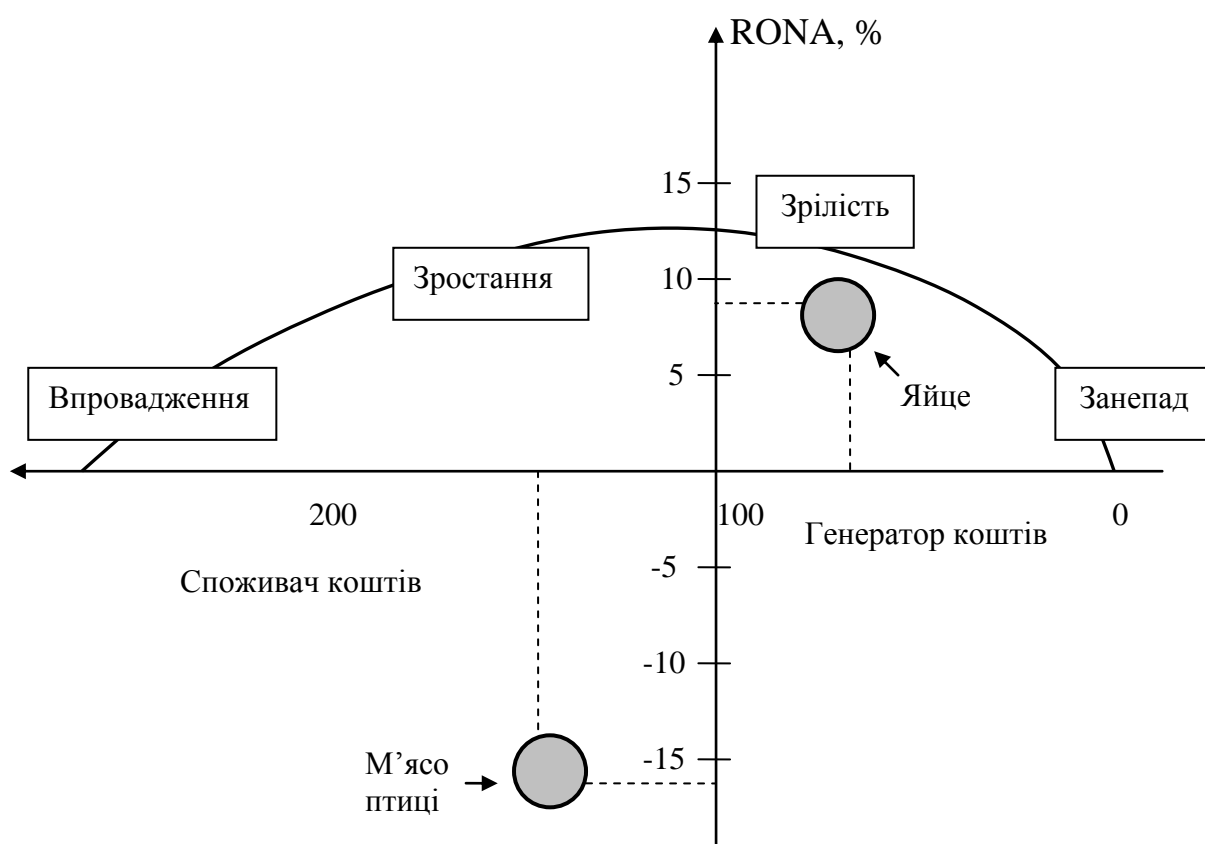 RONA, %
15
Зрілість
Зростання
10
5
Впровадження
Яйце
Занепад
200
100
0
Генератор коштів
-5
Споживач коштів
-10
-15
М’ясо
птиці